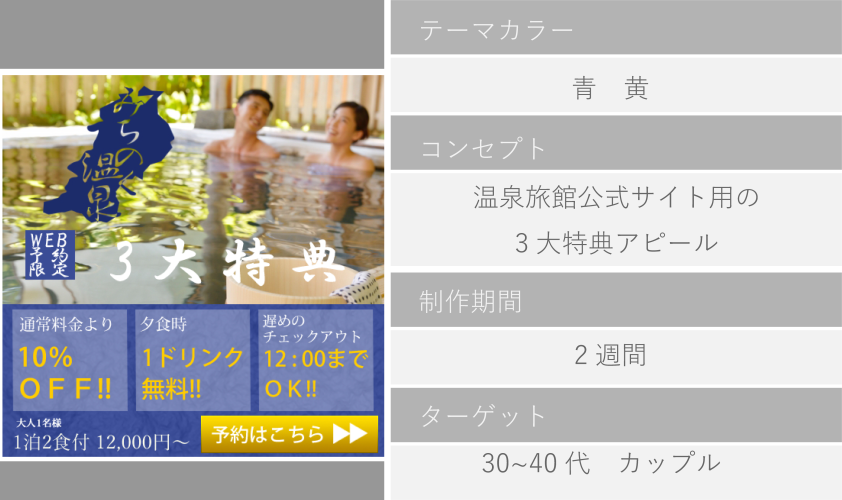 みちのく
温泉
WEB
予約
限定
3大特典
通常料金より
10%
OFF!!
夕食時
1ドリンク
無料!!
遅めの
チェックアウト
12:00まで
OK!!
大人1名様
1泊2食付 12,000円～
予約はこちら
テーマカラー
青　黄
コンセプト
温泉旅館公式サイト用の
3大特典アピール
制作期間
2週間
ターゲット
30~40代　カップル